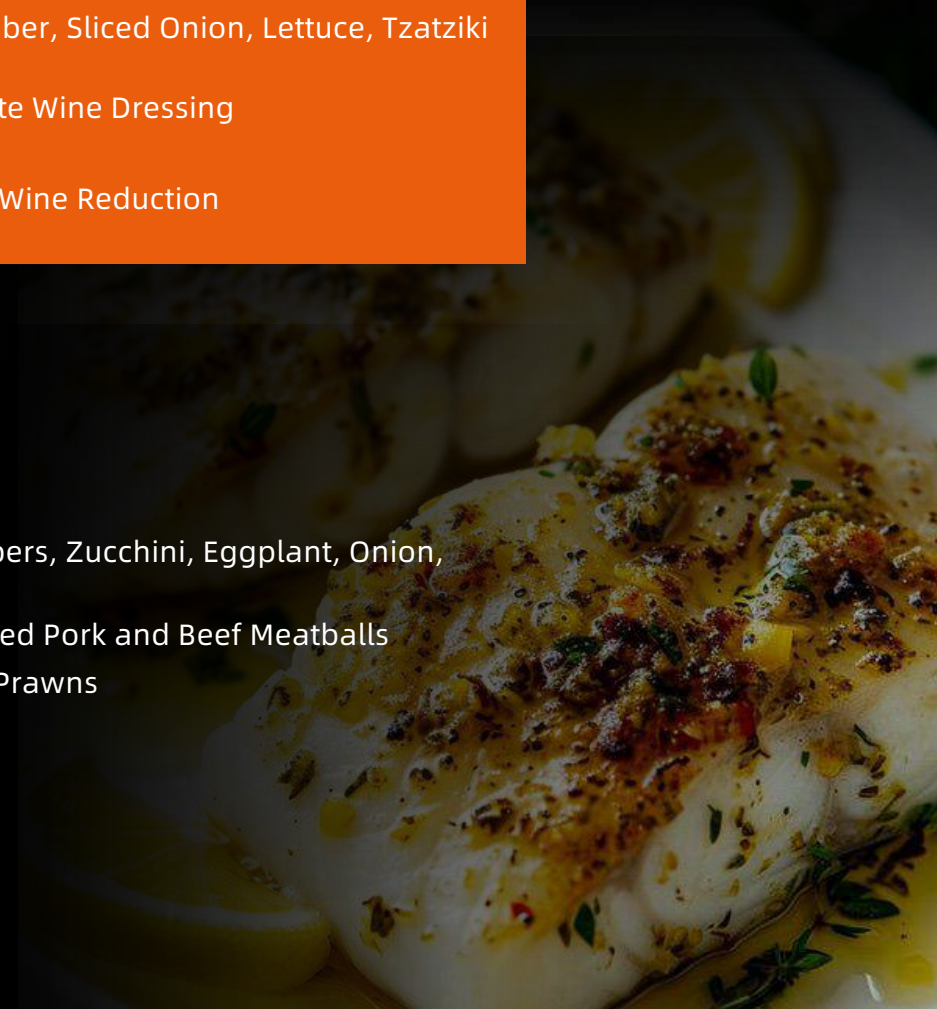 ber, Sliced Onion, Lettuce, Tzatziki
te Wine Dressing
Wine Reduction
pers, Zucchini, Eggplant, Onion,
ed Pork and Beef Meatballs
Prawns